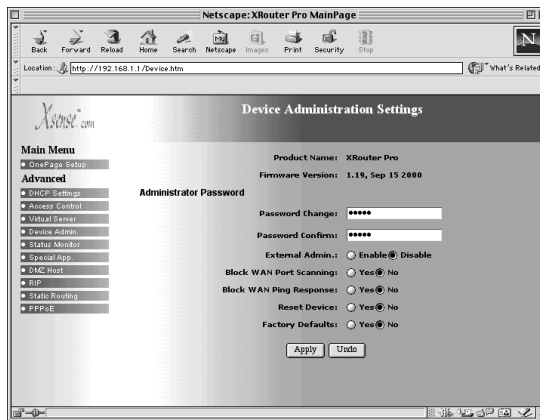 Netscape: XRouter Pro MainPage
Back Forward Reload Home Search Netscape Images Print Security Stop
N
Location: http://192.168.1.1/Device.htm What's Related
Xsense.com
Device Administration Settings
Main Menu
OnePage Setup
Advanced
DHCP Settings
Access Control
Virtual Server
Device Admin.
Status Monitor
Special App.
DMZ Host
RIP
Static Routing
PPPoE
Product Name: XRouter Pro
Firmware Version: 1.19, Sep 15 2000
Administrator Password
Password Change: •••••
Password Confirm: •••••
External Admin.: Enable Disable
Block WAN Port Scanning: Yes No
Block WAN Ping Response: Yes No
Reset Device: Yes No
Factory Defaults: Yes No
Apply Undo